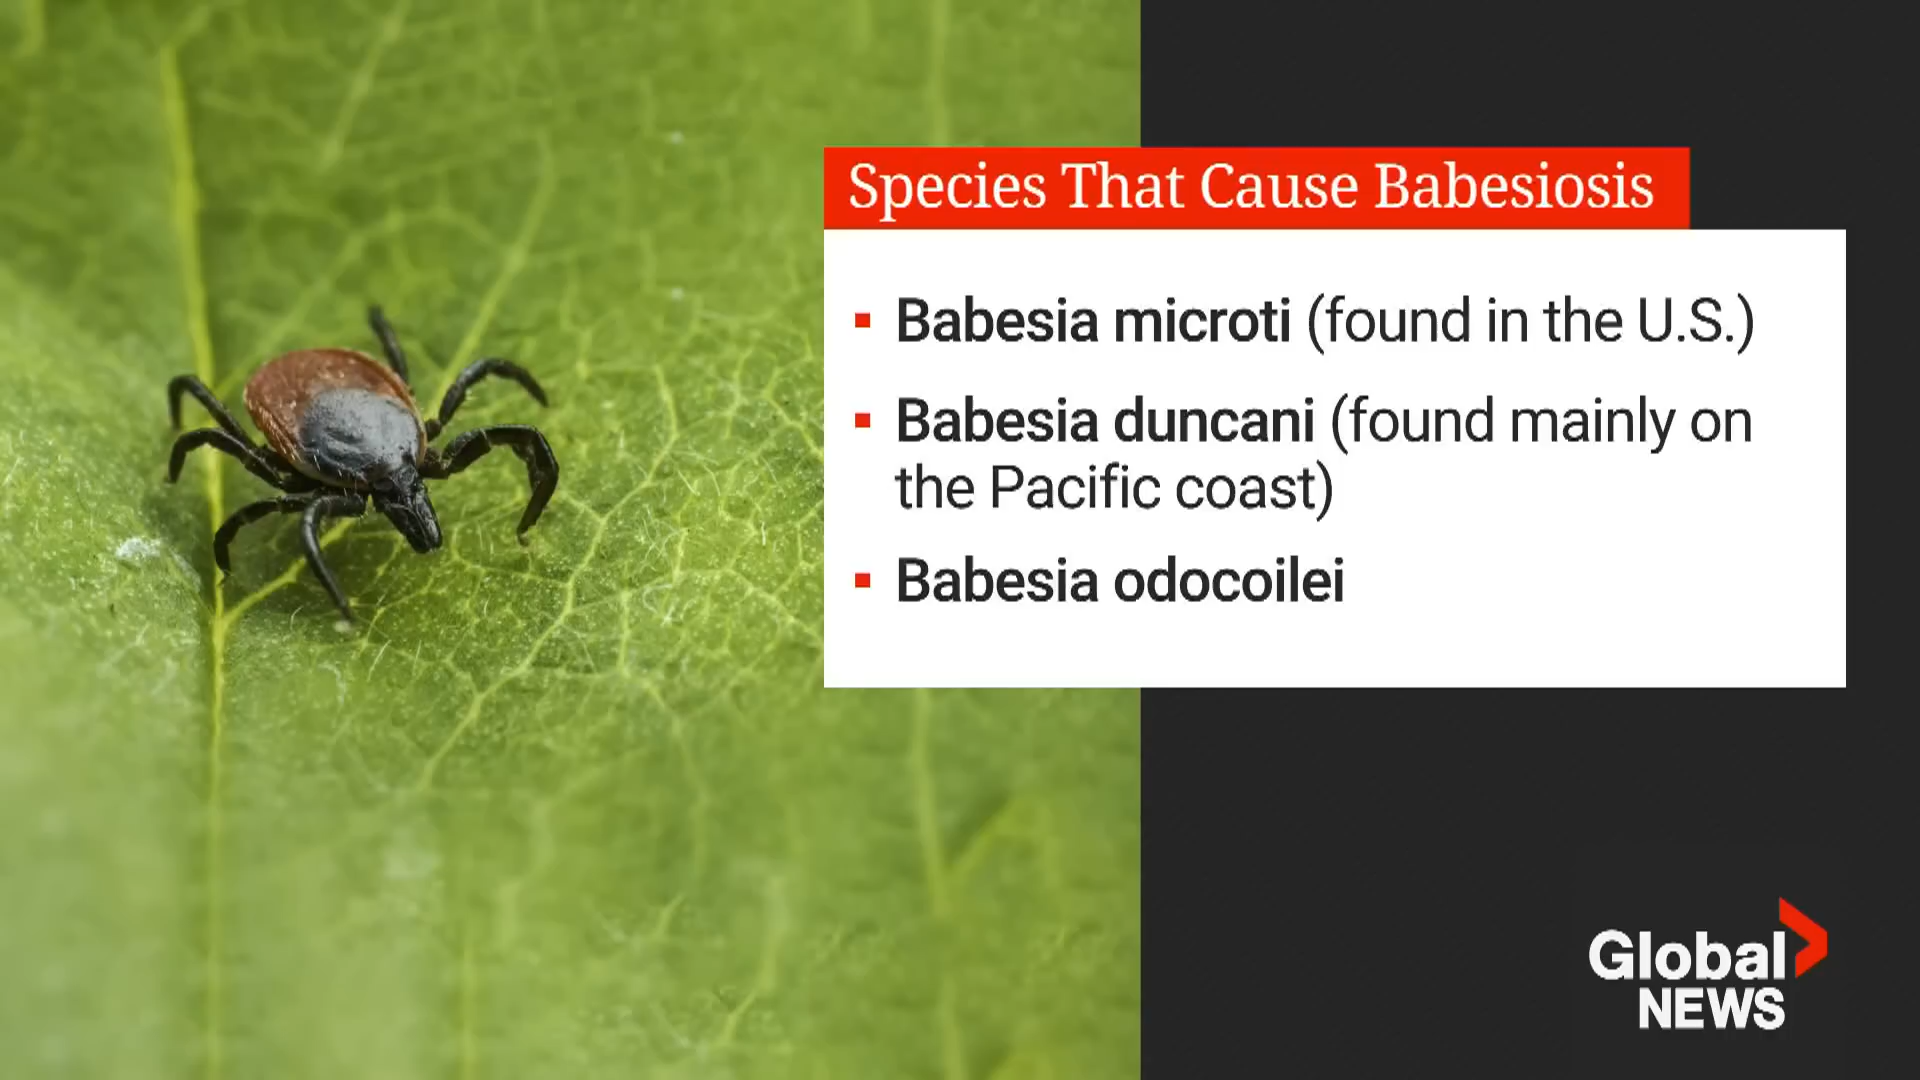 Species That Cause Babesiosis
▪ Babesia microti (found in the U.S.)
▪ Babesia duncani (found mainly on
the Pacific coast)
▪ Babesia odocoilei
Global
NEWS